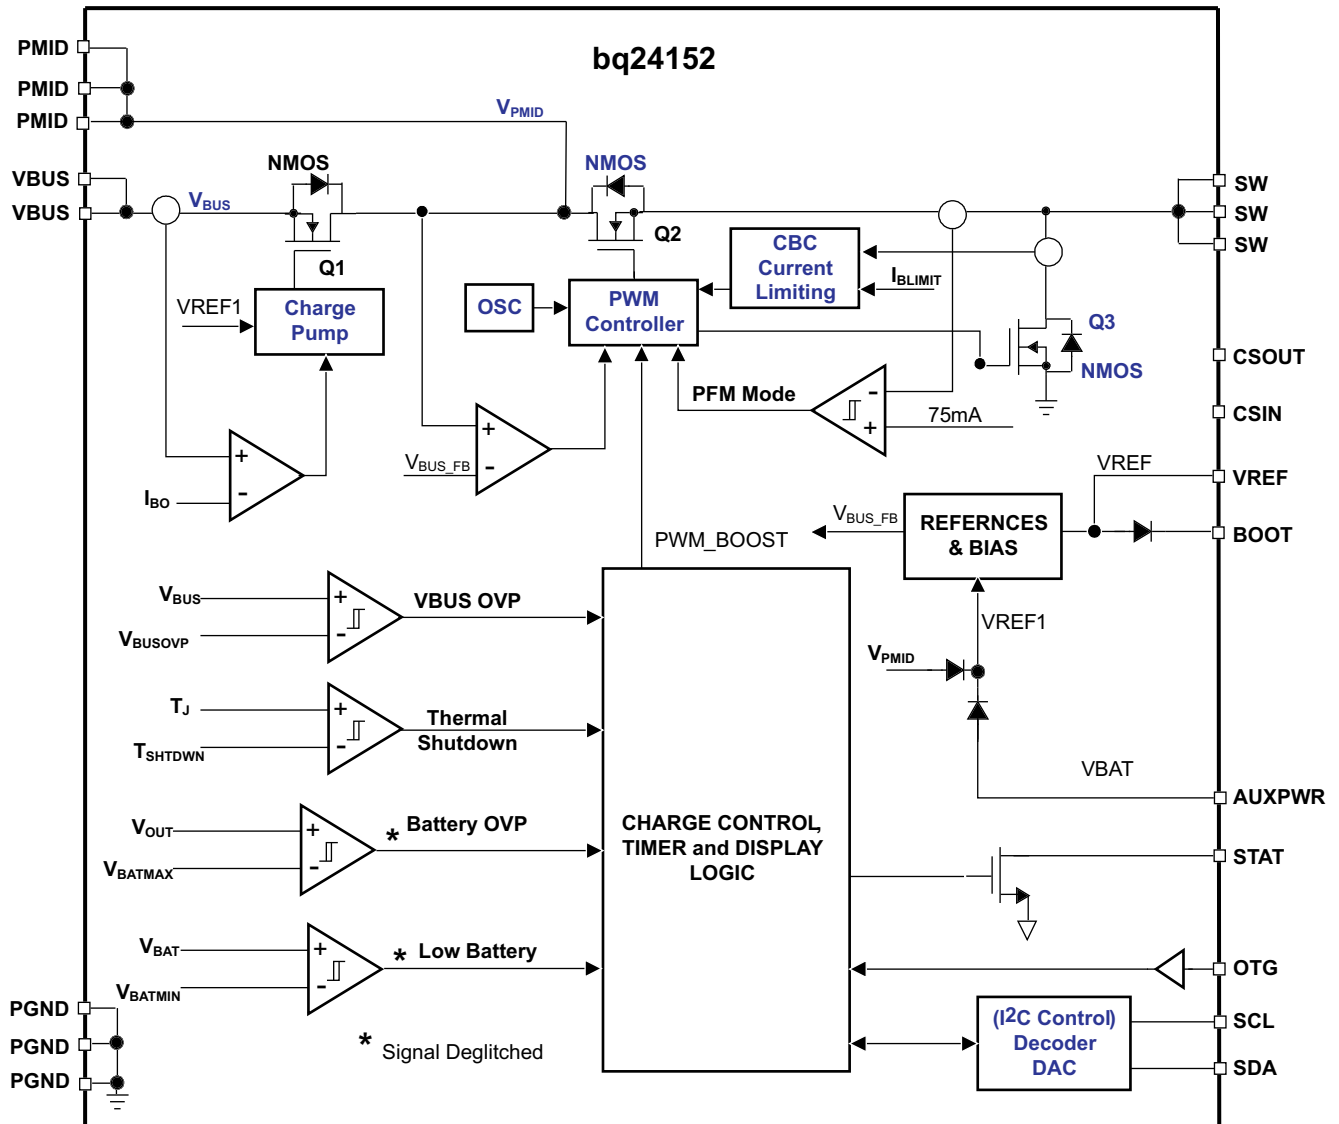 bq24152
PMID
PMID
PMID
VPMID
VBUS
VBUS
VBUS
NMOS
Q1
NMOS
Q2
SW
SW
SW
VREF1
Charge
Pump
OSC
PWM
Controller
CBC
Current
Limiting
IBLIMIT
Q3
NMOS
CSOUT
CSIN
PFM Mode
-
+
75mA
+
-
IBO
+
-
VBUS_FB
VREF
VREF
BOOT
VBUS_FB
REFERNCES
& BIAS
PWM_BOOST
VREF1
VPMID
VBAT
AUXPWR
VBUS
VBUSOVP
+
-
VBUS OVP
TJ
TSHTDWN
+
-
Thermal
Shutdown
VOUT
VBATMAX
+
-
* Battery OVP
VBAT
VBATMIN
+
-
* Low Battery
CHARGE CONTROL,
TIMER and DISPLAY
LOGIC
STAT
OTG
(I2C Control)
Decoder
DAC
SCL
SDA
PGND
PGND
PGND
* Signal Deglitched